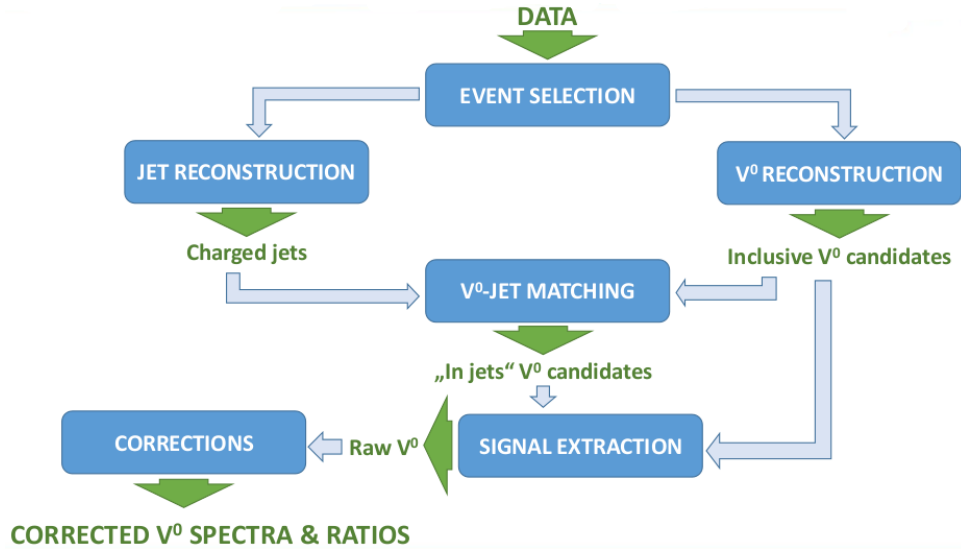 DATA
EVENT SELECTION
JET RECONSTRUCTION
V⁰ RECONSTRUCTION
Charged jets
Inclusive V⁰ candidates
V⁰-JET MATCHING
„In jets“ V⁰ candidates
CORRECTIONS
Raw V⁰
SIGNAL EXTRACTION
CORRECTED V⁰ SPECTRA & RATIOS